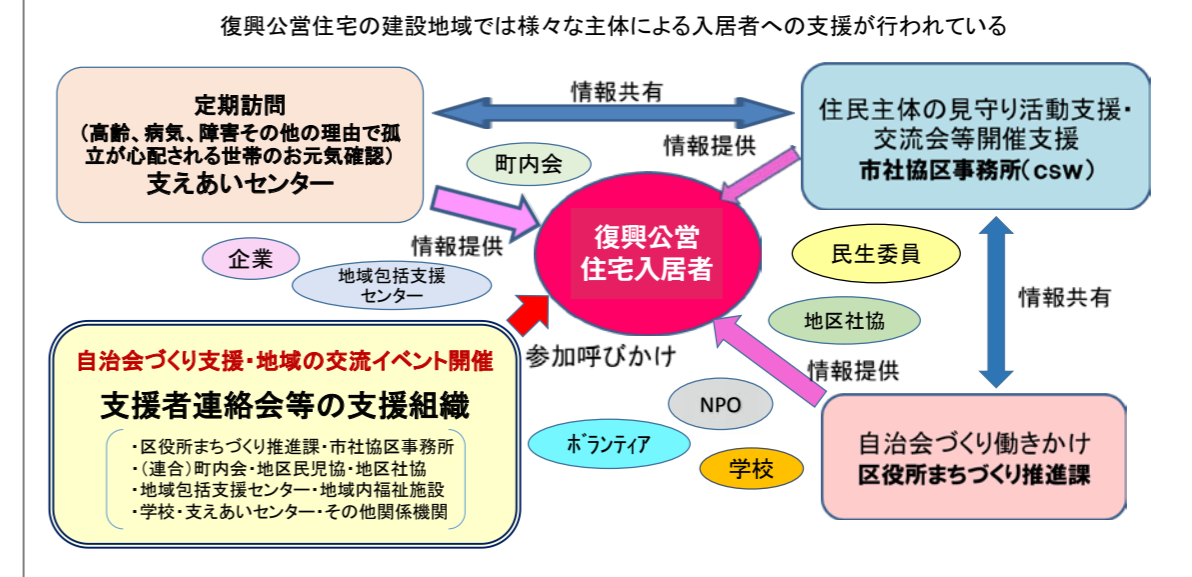 復興公営住宅の建設地域では様々な主体による入居者への支援が行われている
定期訪問
(高齢、病気、障害その他の理由で孤
立が心配される世帯のお元気確認)
支えあいセンター
情報共有
住民主体の見守り活動支援・
交流会等開催支援
市社協区事務所(CSW)
情報提供
町内会
情報提供
復興公営
住宅入居者
企業
地域包括支援
センター
民生委員
地区社協
情報共有
自治会づくり支援・地域の交流イベント開催
支援者連絡会等の支援組織
・区役所まちづくり推進課・市社協区事務所
・(連合)町内会・地区民児協・地区社協
・地域包括支援センター・地域内福祉施設
・学校・支えあいセンター・その他関係機関
参加呼びかけ
情報提供
NPO
ボランティア
学校
自治会づくり働きかけ
区役所まちづくり推進課